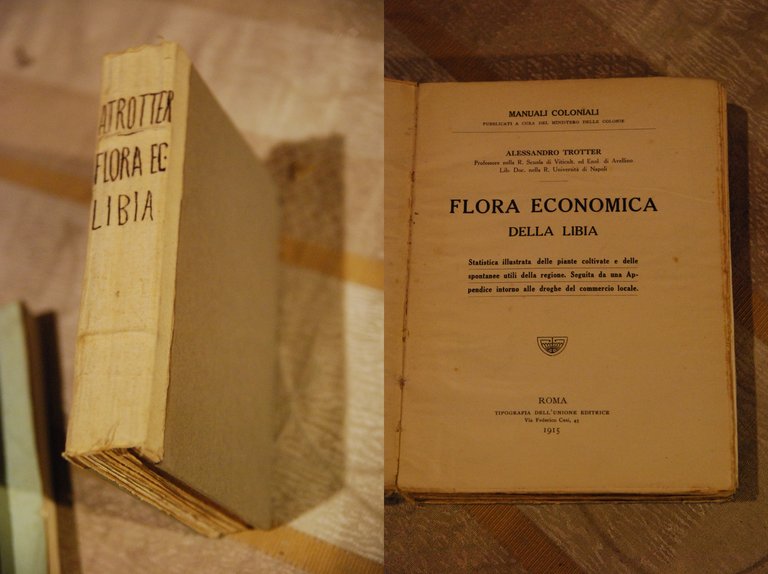 ATROTTER
FLORA EC:
LIBIA
MANUALI COLONIALI
PUBBLICATI A CURA DEL MINISTERO DELLE COLONIE
ALESSANDRO TROTTER
Professore nella R. Scuola di Viticult. ed Enol. di Avellino
Lib. Doc. nella R. Università di Napoli
FLORA ECONOMICA
DELLA LIBIA
Statistica illustrata delle piante coltivate e delle
spontanee utili della regione. Seguita da una Ap-
pendice intorno alle droghe del commercio locale.
ROMA
TIPOGRAFIA DELL'UNIONE EDITRICE
Via Federico Cesi, 45
1915